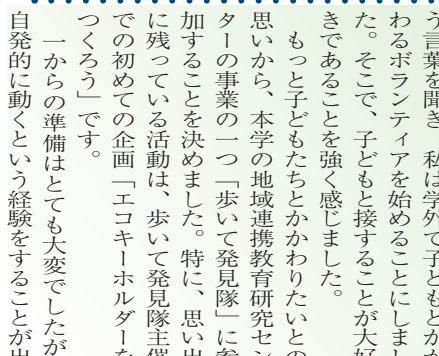 う言葉を聞き、私は学外で子どもとかか
わるボランティアを始めることにしまし
た。そこで、子どもと接することが大好
きであることを強く感じました。
もっと子どもたちとかかわりたいとの
思いから、本学の地域連携教育研究セン
ターの事業の一つ「歩いて発見隊」に参
加することを決めました。特に、思い出
に残っている活動は、歩いて発見隊主催
での初めての企画「エコキーホルダーを
つくろう」です。
一からの準備はとても大変でしたが
自発的に動くという経験をすることが出